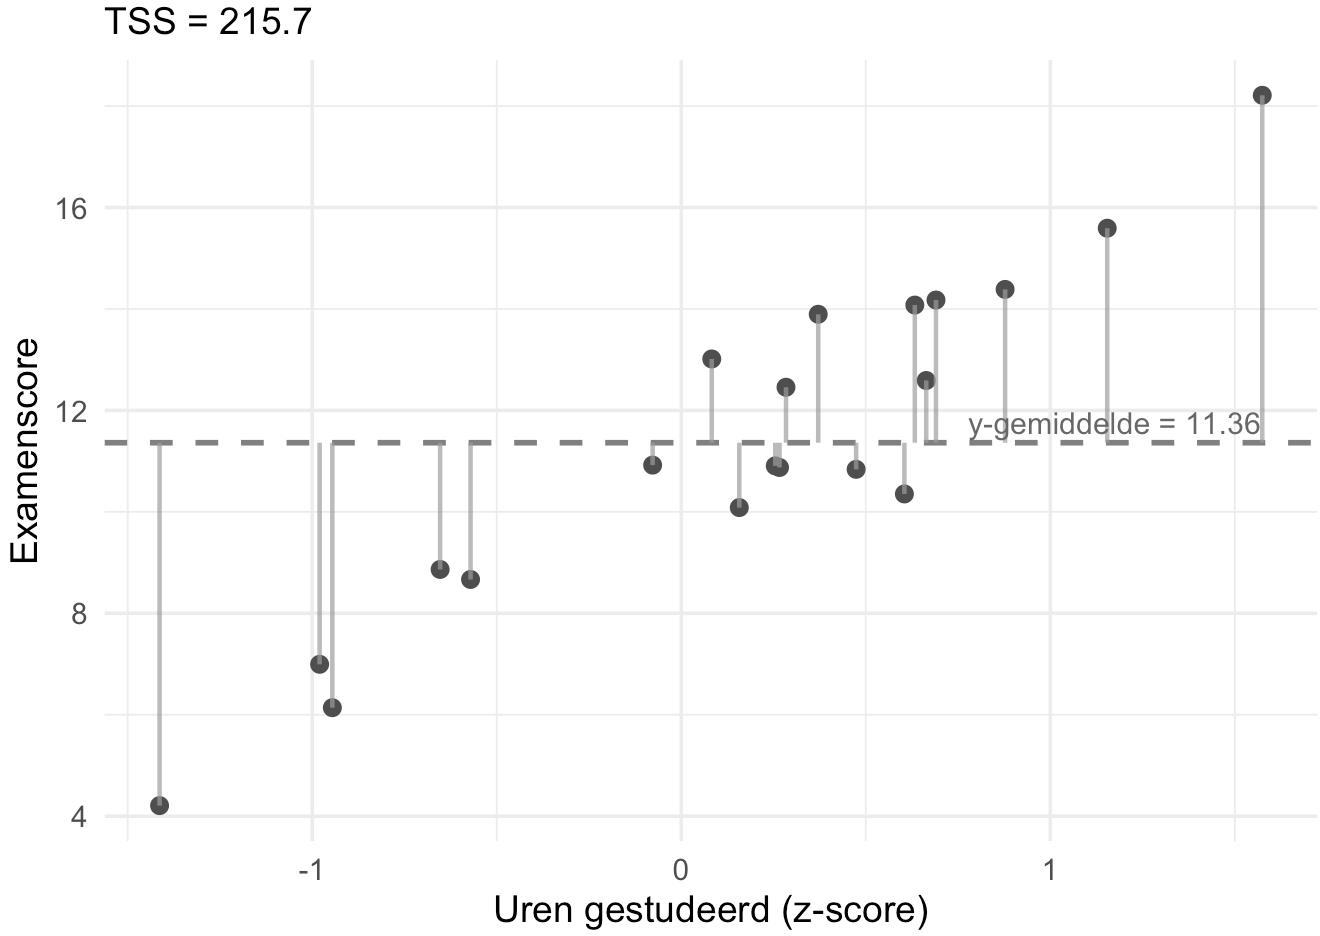 TSS = 215.7
Examenscore
16
12
8
4
y-gemiddelde = 11.36
-1
0
1
Uren gestudeerd (z-score)